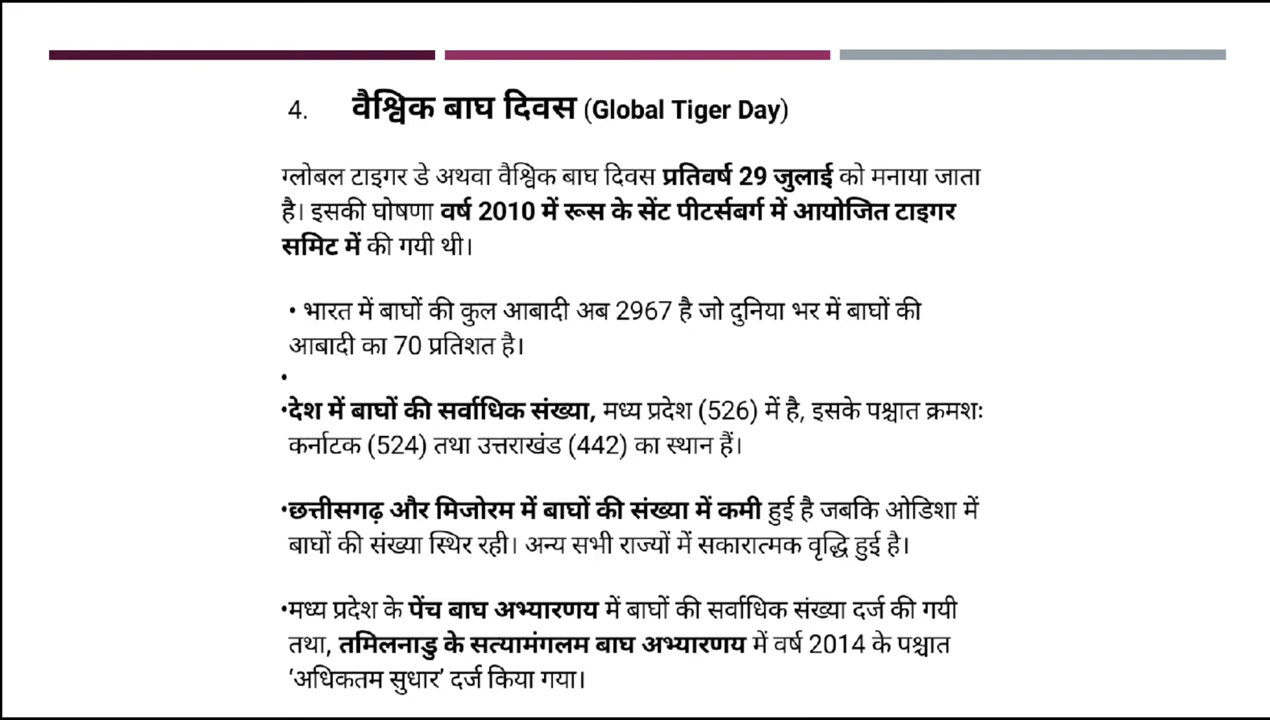 4. वैश्विक बाघ दिवस (Global Tiger Day)
ग्लोबल टाइगर डे अथवा वैश्विक बाघ दिवस प्रतिवर्ष 29 जुलाई को मनाया जाता
है। इसकी घोषणा वर्ष 2010 में रूस के सेंट पीटर्सबर्ग में आयोजित टाइगर
समिट में की गयी थी।
• भारत में बाघों की कुल आबादी अब 2967 है जो दुनिया भर में बाघों की
आबादी का 70 प्रतिशत है।
•
•देश में बाघों की सर्वाधिक संख्या, मध्य प्रदेश (526) में है, इसके पश्चात क्रमशः
कर्नाटक (524) तथा उत्तराखंड (442) का स्थान हैं।
•छत्तीसगढ़ और मिजोरम में बाघों की संख्या में कमी हुई है जबकि ओडिशा में
बाघों की संख्या स्थिर रही। अन्य सभी राज्यों में सकारात्मक वृद्धि हुई है।
•मध्य प्रदेश के पेंच बाघ अभ्यारणय में बाघों की सर्वाधिक संख्या दर्ज की गयी
तथा, तमिलनाडु के सत्यामंगलम बाघ अभ्यारणय में वर्ष 2014 के पश्चात
‘अधिकतम सुधार’ दर्ज किया गया।